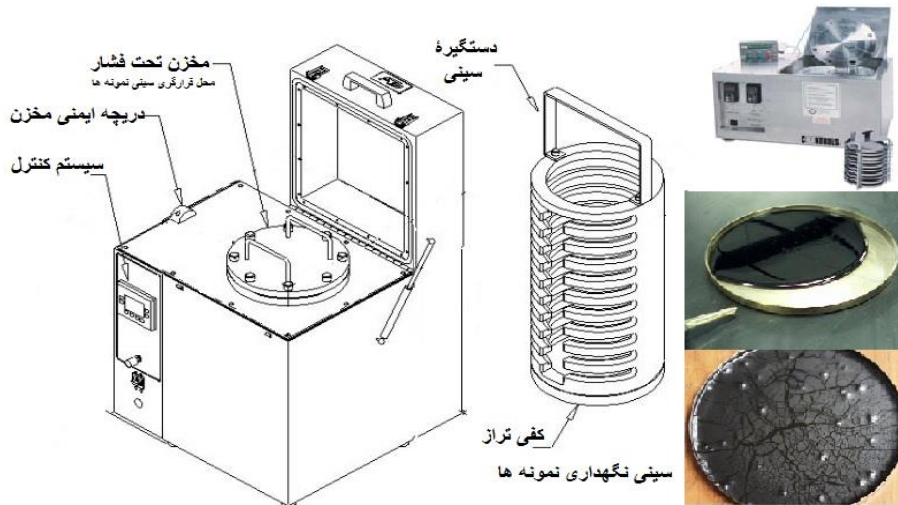 مخزن تحت فشار
محل قرارگری سینی نمونه ها
دریچه ایمنی مخزن
سیستم کنترل
دستگیرهٔ
سینی
کفی تراز
سینی نگهداری نمونه ها